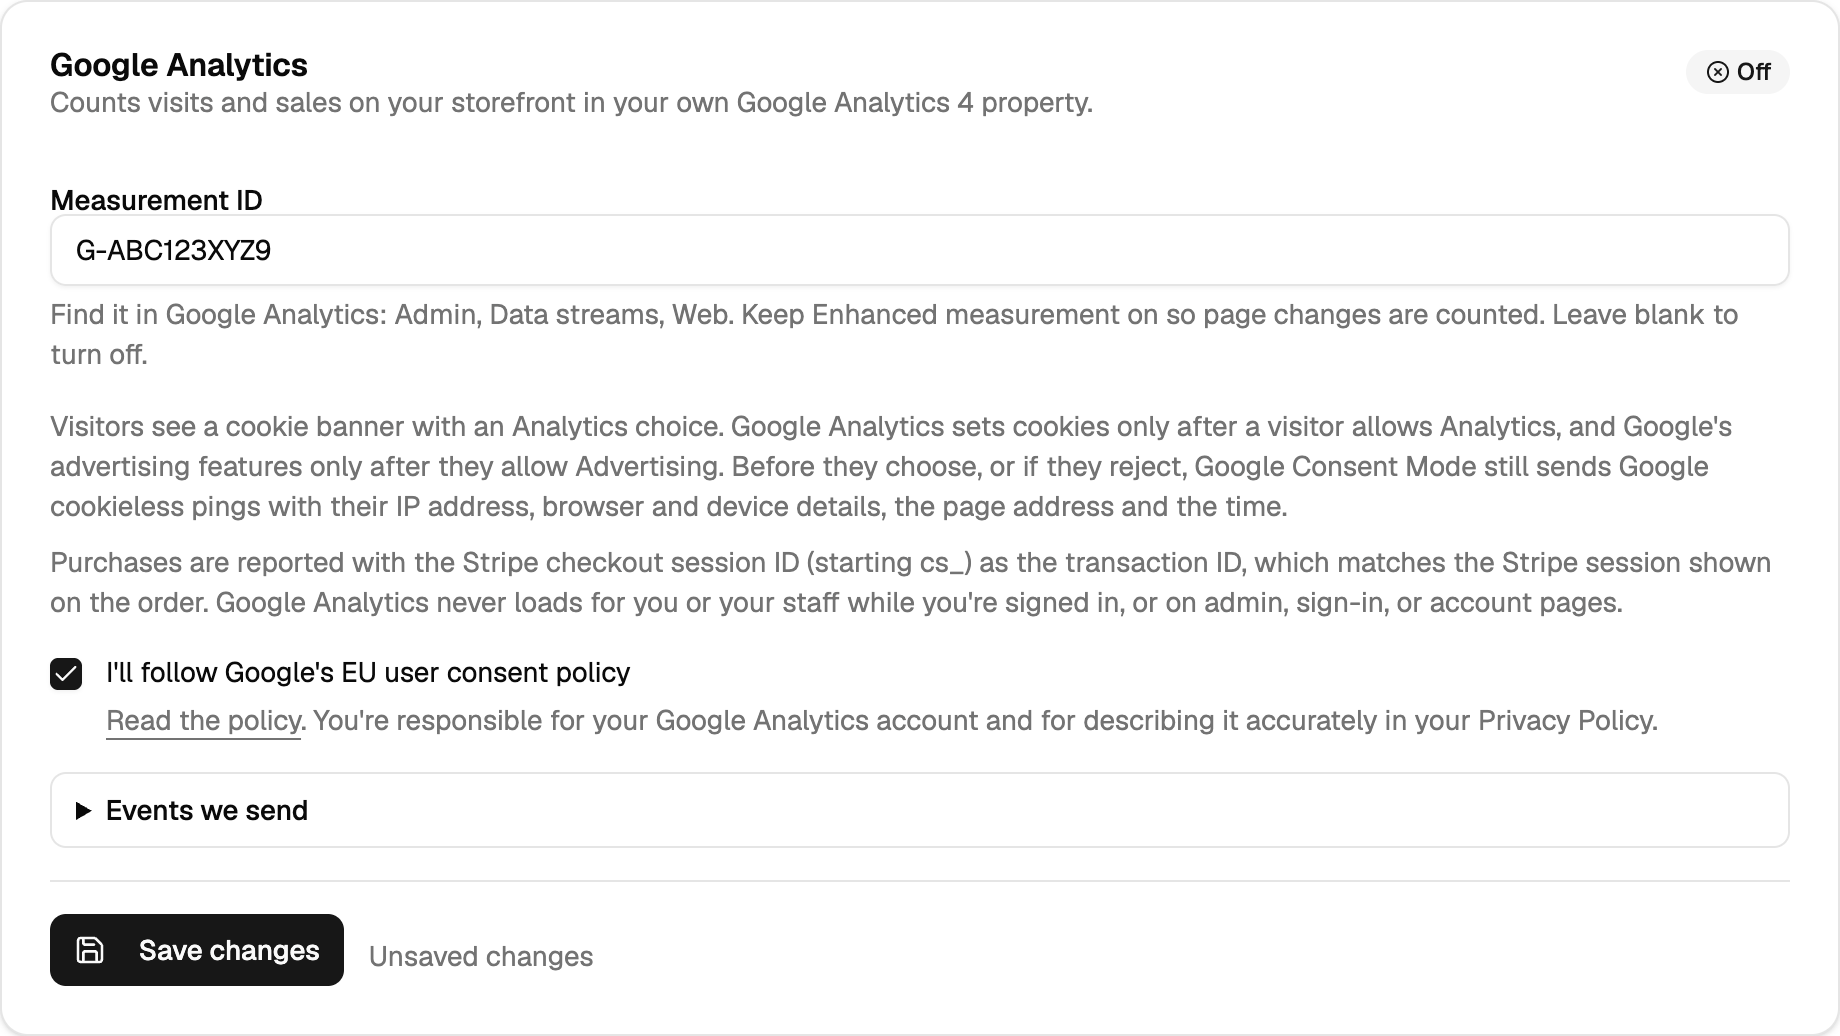 Google Analytics
Off
Counts visits and sales on your storefront in your own Google Analytics 4 property.
Measurement ID
G-ABC123XYZ9
Find it in Google Analytics: Admin, Data streams, Web. Keep Enhanced measurement on so page changes are counted. Leave blank to
turn off.
Visitors see a cookie banner with an Analytics choice. Google Analytics sets cookies only after a visitor allows Analytics, and Google's
advertising features only after they allow Advertising. Before they choose, or if they reject, Google Consent Mode still sends Google
cookieless pings with their IP address, browser and device details, the page address and the time.
Purchases are reported with the Stripe checkout session ID (starting cs_) as the transaction ID, which matches the Stripe session shown
on the order. Google Analytics never loads for you or your staff while you're signed in, or on admin, sign-in, or account pages.
I'll follow Google's EU user consent policy
Read the policy. You're responsible for your Google Analytics account and for describing it accurately in your Privacy Policy.
Events we send
Save changes
Unsaved changes